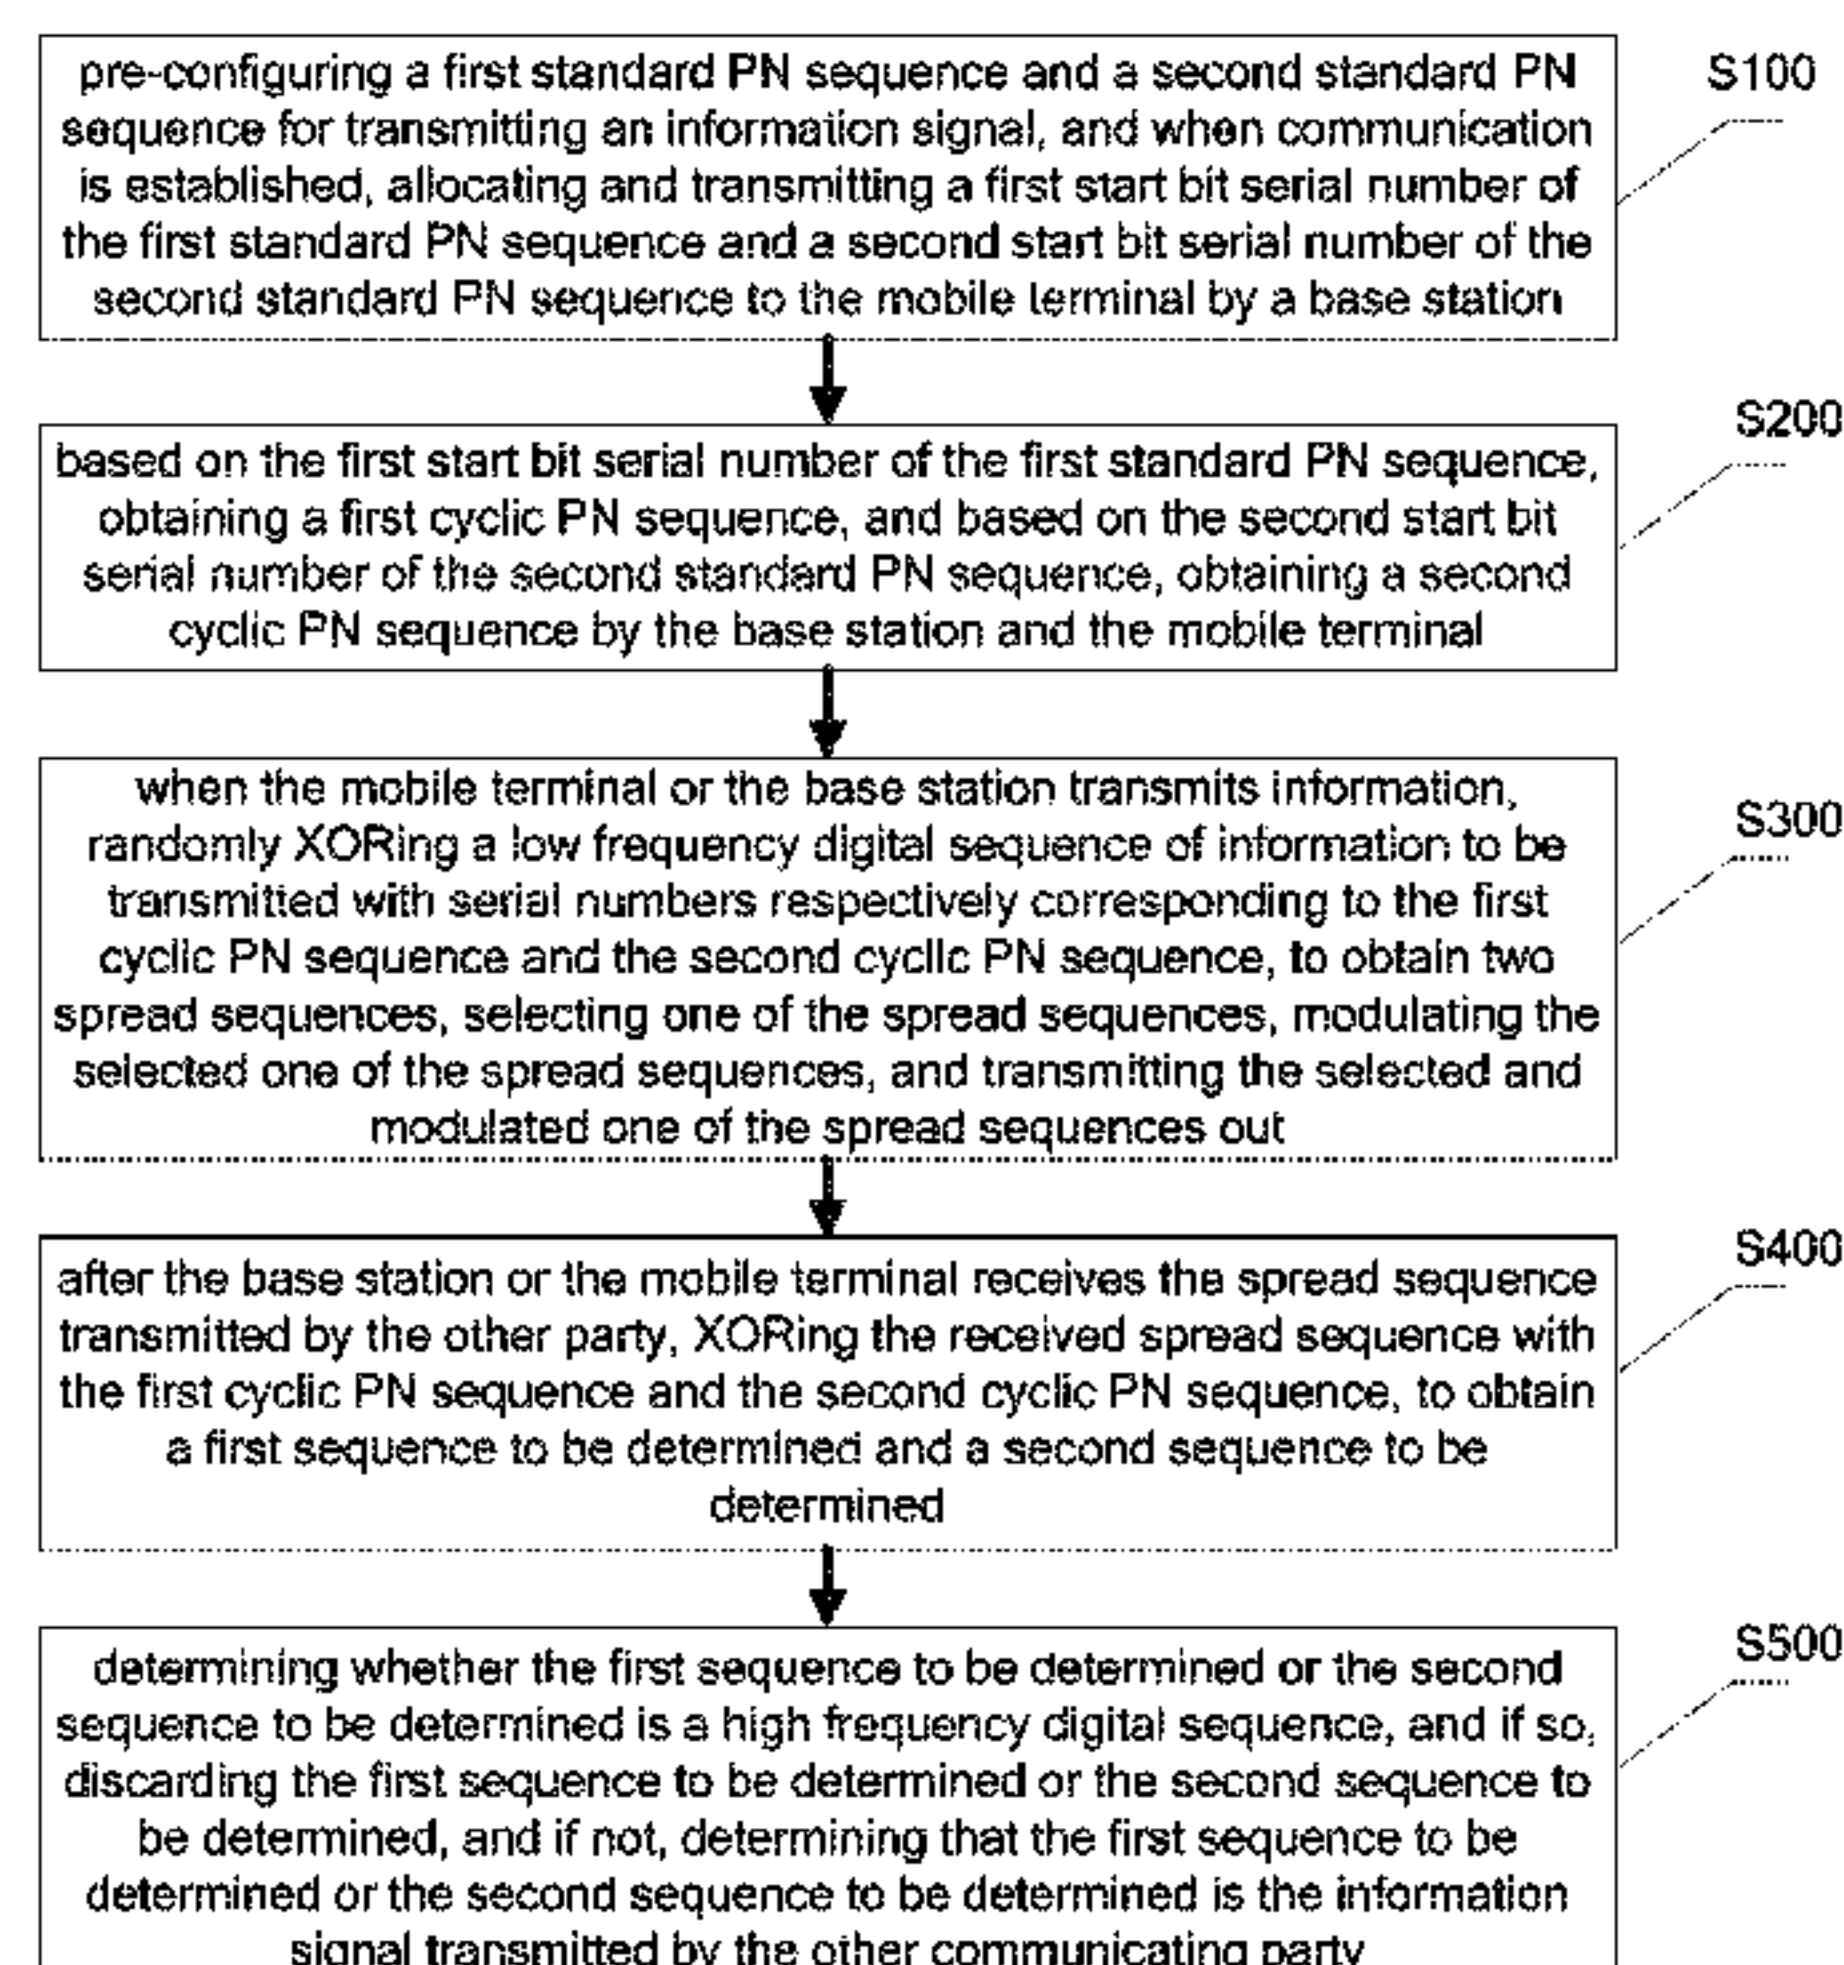 pre-configuring a first standard PN sequence and a second standard PN
sequence for transmitting an information signal, and when communication
is established, allocating and transmitting a first start bit serial number of
the first standard PN sequence and a second start bit serial number of the
second standard PN sequence to the mobile terminal by a base station
S100
based on the first start bit serial number of the first standard PN sequence,
obtaining a first cyclic PN sequence, and based on the second start bit
serial number of the second standard PN sequence, obtaining a second
cyclic PN sequence by the base station and the mobile terminal
S200
when the mobile terminal or the base station transmits information,
randomly XORing a low frequency digital sequence of information to be
transmitted with serial numbers respectively corresponding to the first
cyclic PN sequence and the second cyclic PN sequence, to obtain two
spread sequences, selecting one of the spread sequences, modulating the
selected one of the spread sequences, and transmitting the selected and
modulated one of the spread sequences out
S300
after the base station or the mobile terminal receives the spread sequence
transmitted by the other party, XORing the received spread sequence with
the first cyclic PN sequence and the second cyclic PN sequence, to obtain
a first sequence to be determined and a second sequence to be
determined
S400
determining whether the first sequence to be determined or the second
sequence to be determined is a high frequency digital sequence, and if so,
discarding the first sequence to be determined or the second sequence to
be determined, and if not, determining that the first sequence to be
determined or the second sequence to be determined is the information
signal transmitted by the other communicating party
S500